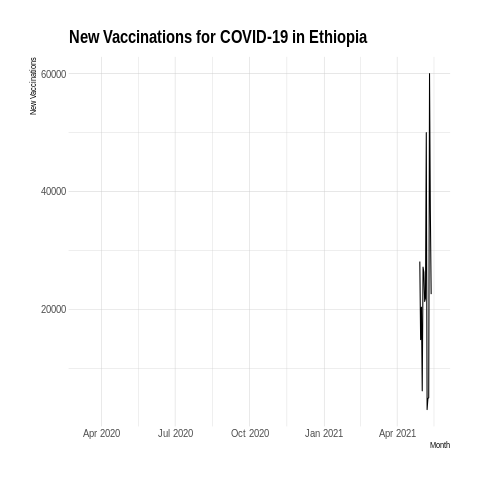 New Vaccinations for COVID-19 in Ethiopia
New Vaccinations
60000
40000
20000
Apr 2020 Jul 2020 Oct 2020 Jan 2021 Apr 2021
Month